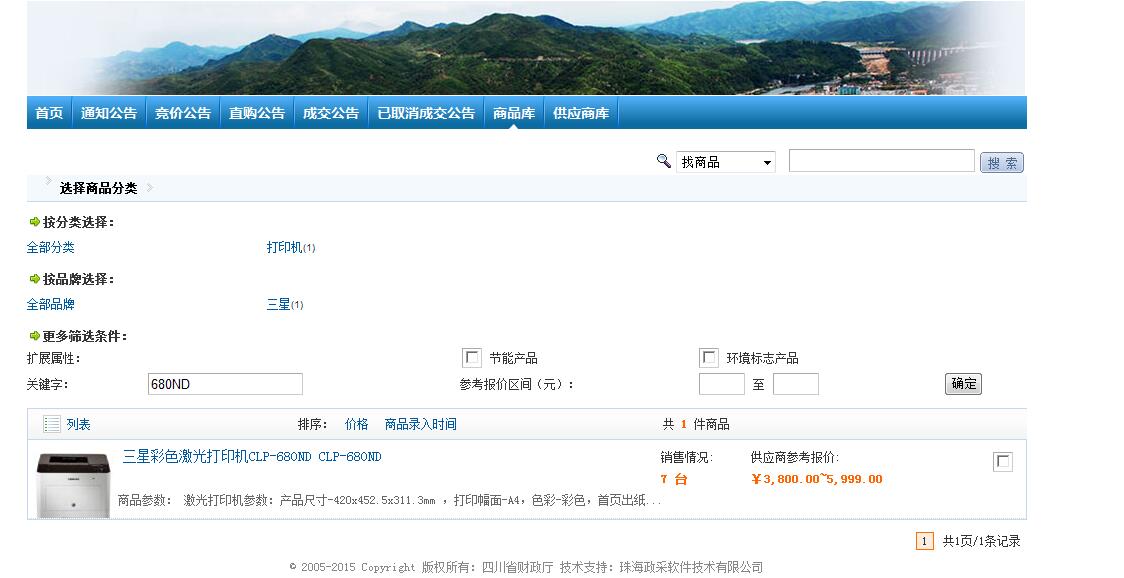 首页 通知公告 竞价公告 直购公告 成交公告 已取消成交公告 商品库 供应商库
找商品 搜 索
选择商品分类
按分类选择：
全部分类 打印机(1)
按品牌选择：
全部品牌 三星(1)
更多筛选条件：
扩展属性： 节能产品 环境标志产品
关键字： 680ND 参考报价区间（元）： 至 确定
列表 排序： 价格 商品录入时间 共 1 件商品
三星彩色激光打印机CLP-680ND CLP-680ND 销售情况: 供应商参考报价:
7 台 ￥3,800.00~5,999.00
商品参数： 激光打印机参数：产品尺寸-420x452.5x311.3mm ，打印幅面-A4，色彩-彩色，首页出纸...
1 共1页/1条记录
© 2005-2015 Copyright 版权所有：四川省财政厅 技术支持：珠海政采软件技术有限公司